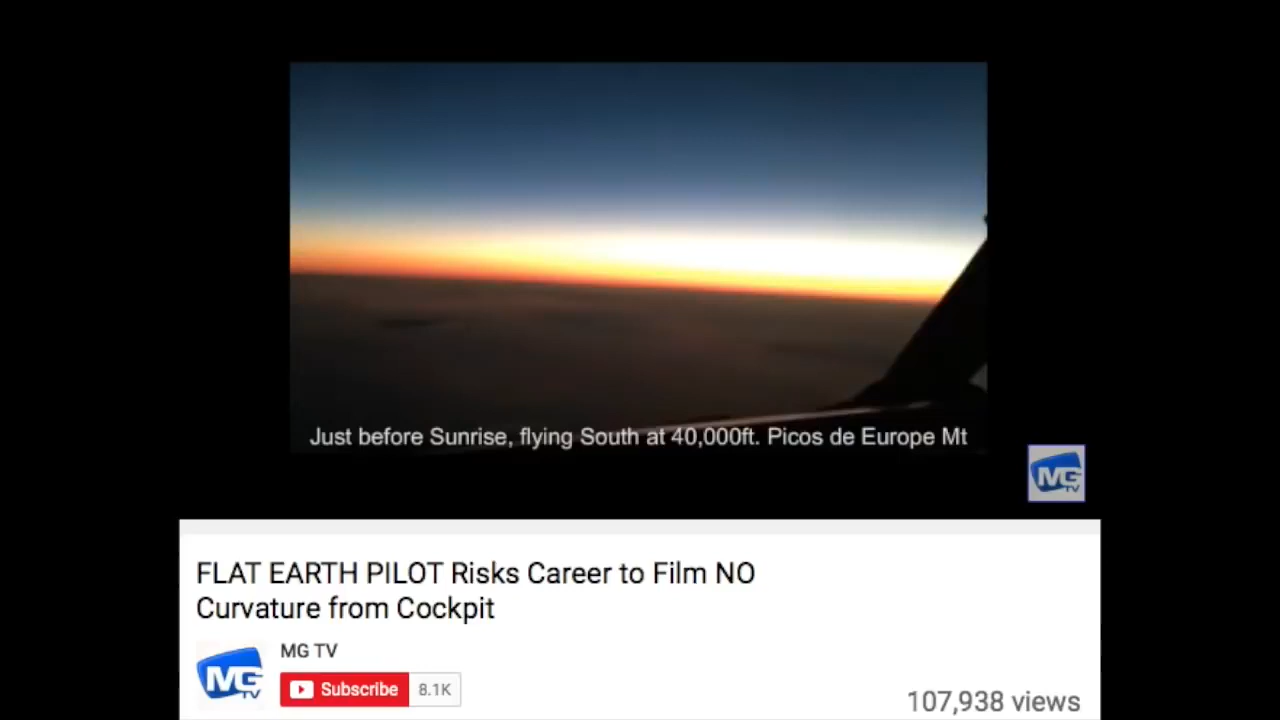 Just before Sunrise, flying South at 40,000ft. Picos de Europe Mt
MG
TV
FLAT EARTH PILOT Risks Career to Film NO
Curvature from Cockpit
MG TV
MG
TV
Subscribe 8.1K
107,938 views